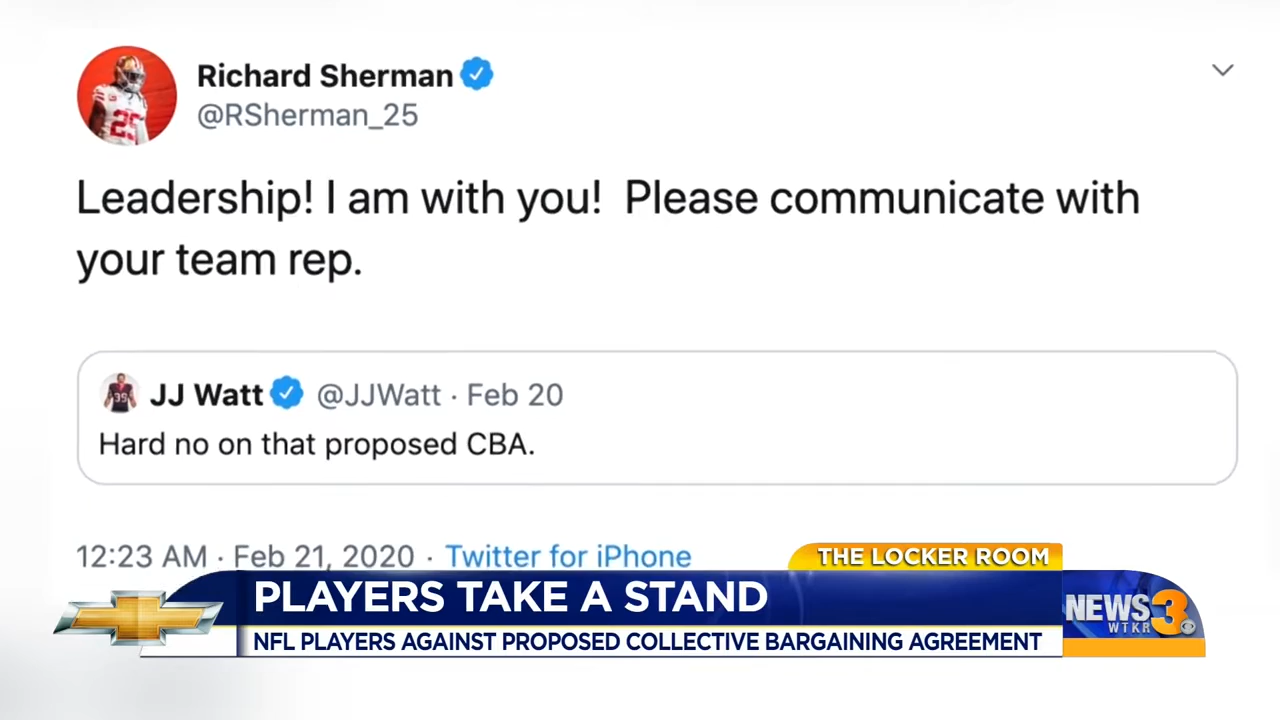 Richard Sherman
@RSherman_25
Leadership! I am with you!  Please communicate with
your team rep.
JJ Watt @JJWatt · Feb 20
Hard no on that proposed CBA.
12:23 AM · Feb 21, 2020 · Twitter for iPhone
THE LOCKER ROOM
PLAYERS TAKE A STAND
NFL PLAYERS AGAINST PROPOSED COLLECTIVE BARGAINING AGREEMENT
NEWS 3
WTKR